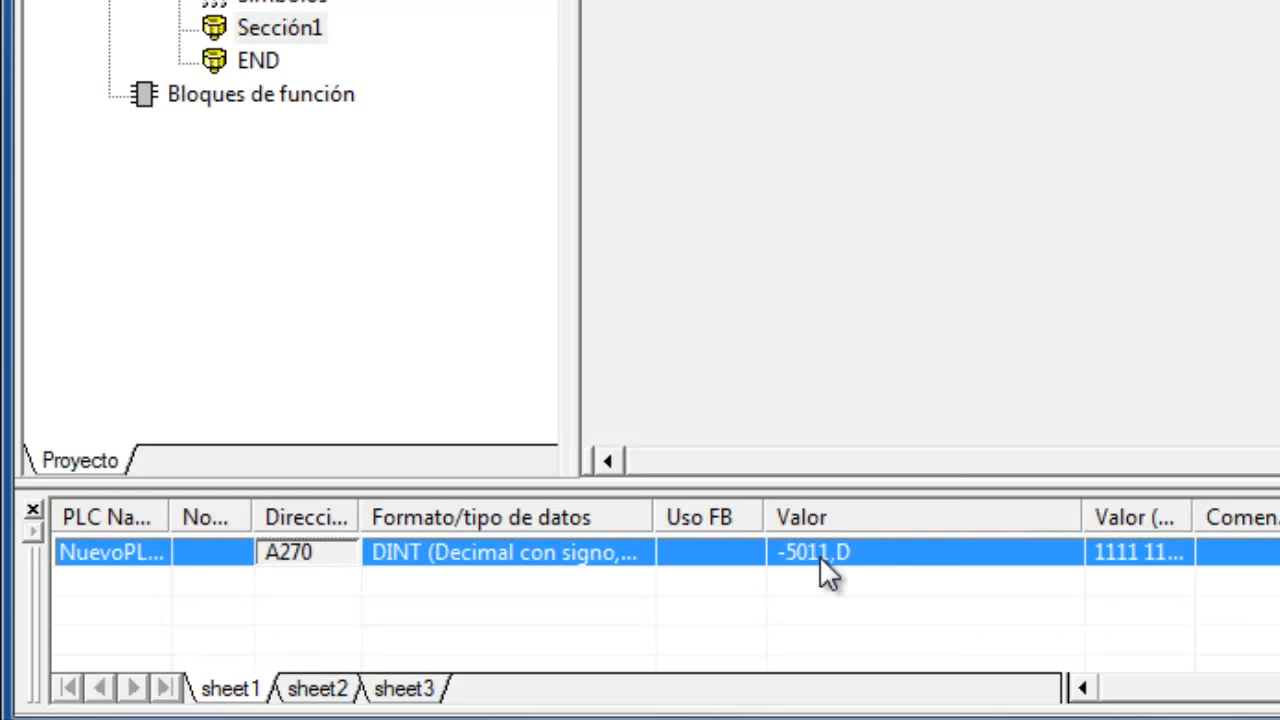 Símbolos
Sección1
END
Bloques de función
Proyecto
PLC Na... No... Direcci... Formato/tipo de datos Uso FB Valor Valor (... Comen.
NuevoPL... A270 DINT (Decimal con signo,... -5011,D 1111 11...
sheet1 sheet2 sheet3